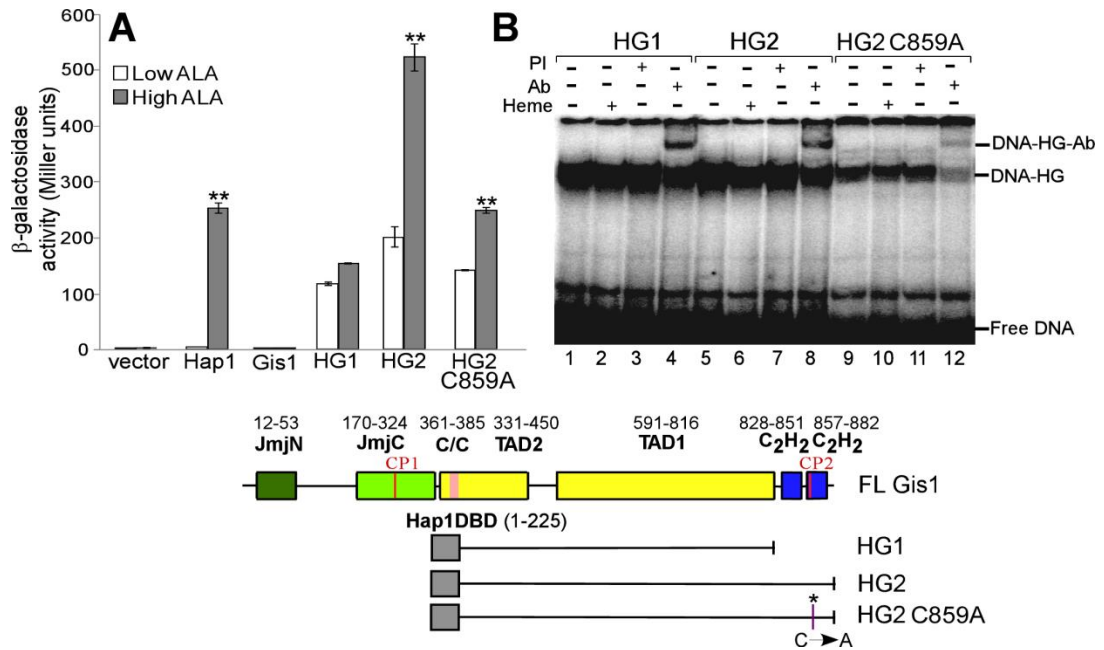 A
600
500
400
300
200
100
0
β-galactosidase
activity (Miller units)
Low ALA
High ALA
**
**
**
vector Hap1 Gis1 HG1 HG2 HG2
C859A
B
HG1 HG2 HG2 C859A
PI - - + - - - + - - - + -
Ab - - - + - - - + - - - +
Heme - + - - - + - - - + - -
DNA-HG-Ab
DNA-HG
Free DNA
1 2 3 4 5 6 7 8 9 10 11 12
12-53 170-324 361-385 331-450 591-816 828-851 857-882
JmjN JmjC C/C TAD2 TAD1 C2H2 C2H2
CP1 CP2
FL Gis1
Hap1DBD (1-225)
HG1
HG2
*
HG2 C859A
C→A